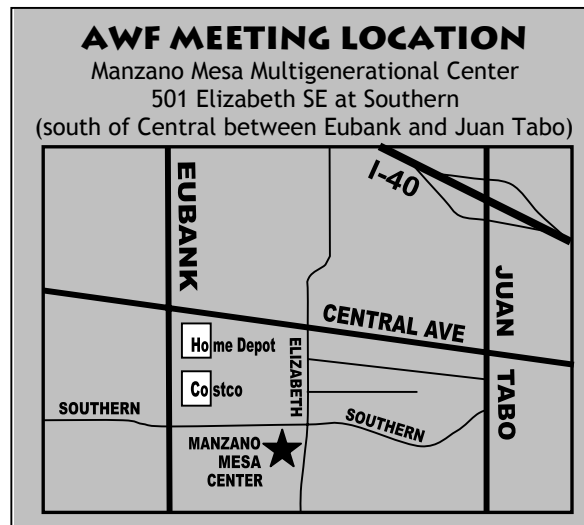 AWF MEETING LOCATION
Manzano Mesa Multigenerational Center
501 Elizabeth SE at Southern
(south of Central between Eubank and Juan Tabo)
I-40
EUBANK
JUAN TABO
CENTRAL AVE
Home Depot
ELIZABETH
Costco
SOUTHERN
SOUTHERN
MANZANO
MESA
CENTER